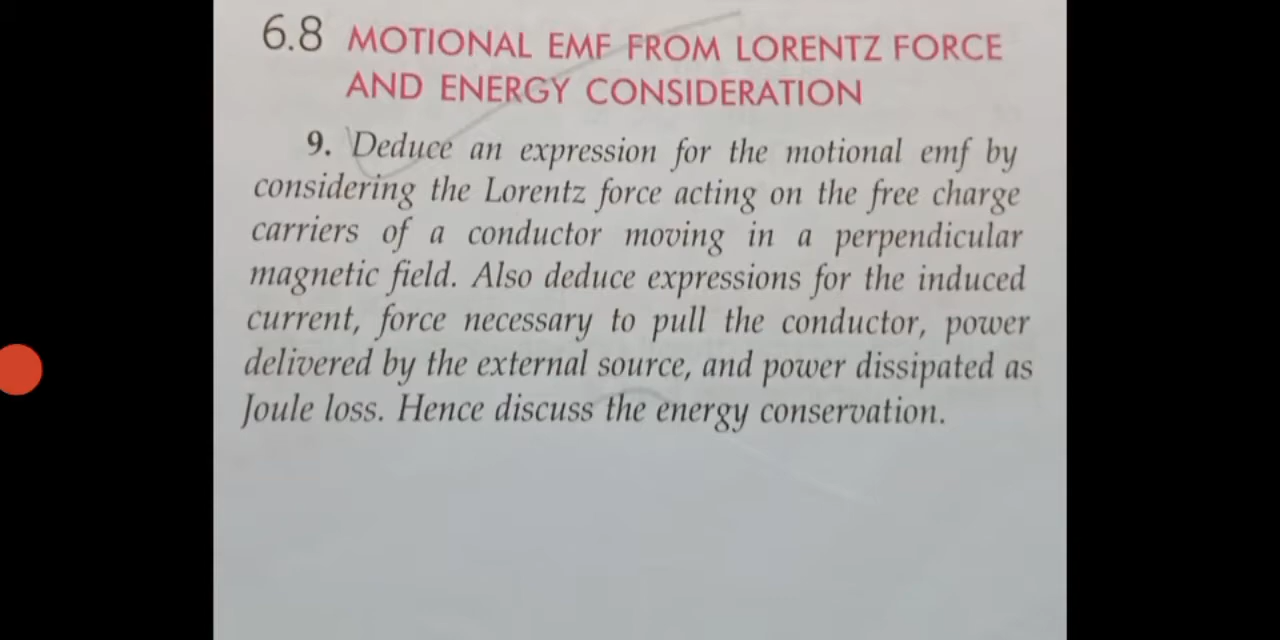 6.8 MOTIONAL EMF FROM LORENTZ FORCE
AND ENERGY CONSIDERATION
9. Deduce an expression for the motional emf by
considering the Lorentz force acting on the free charge
carriers of a conductor moving in a perpendicular
magnetic field. Also deduce expressions for the induced
current, force necessary to pull the conductor, power
delivered by the external source, and power dissipated as
Joule loss. Hence discuss the energy conservation.